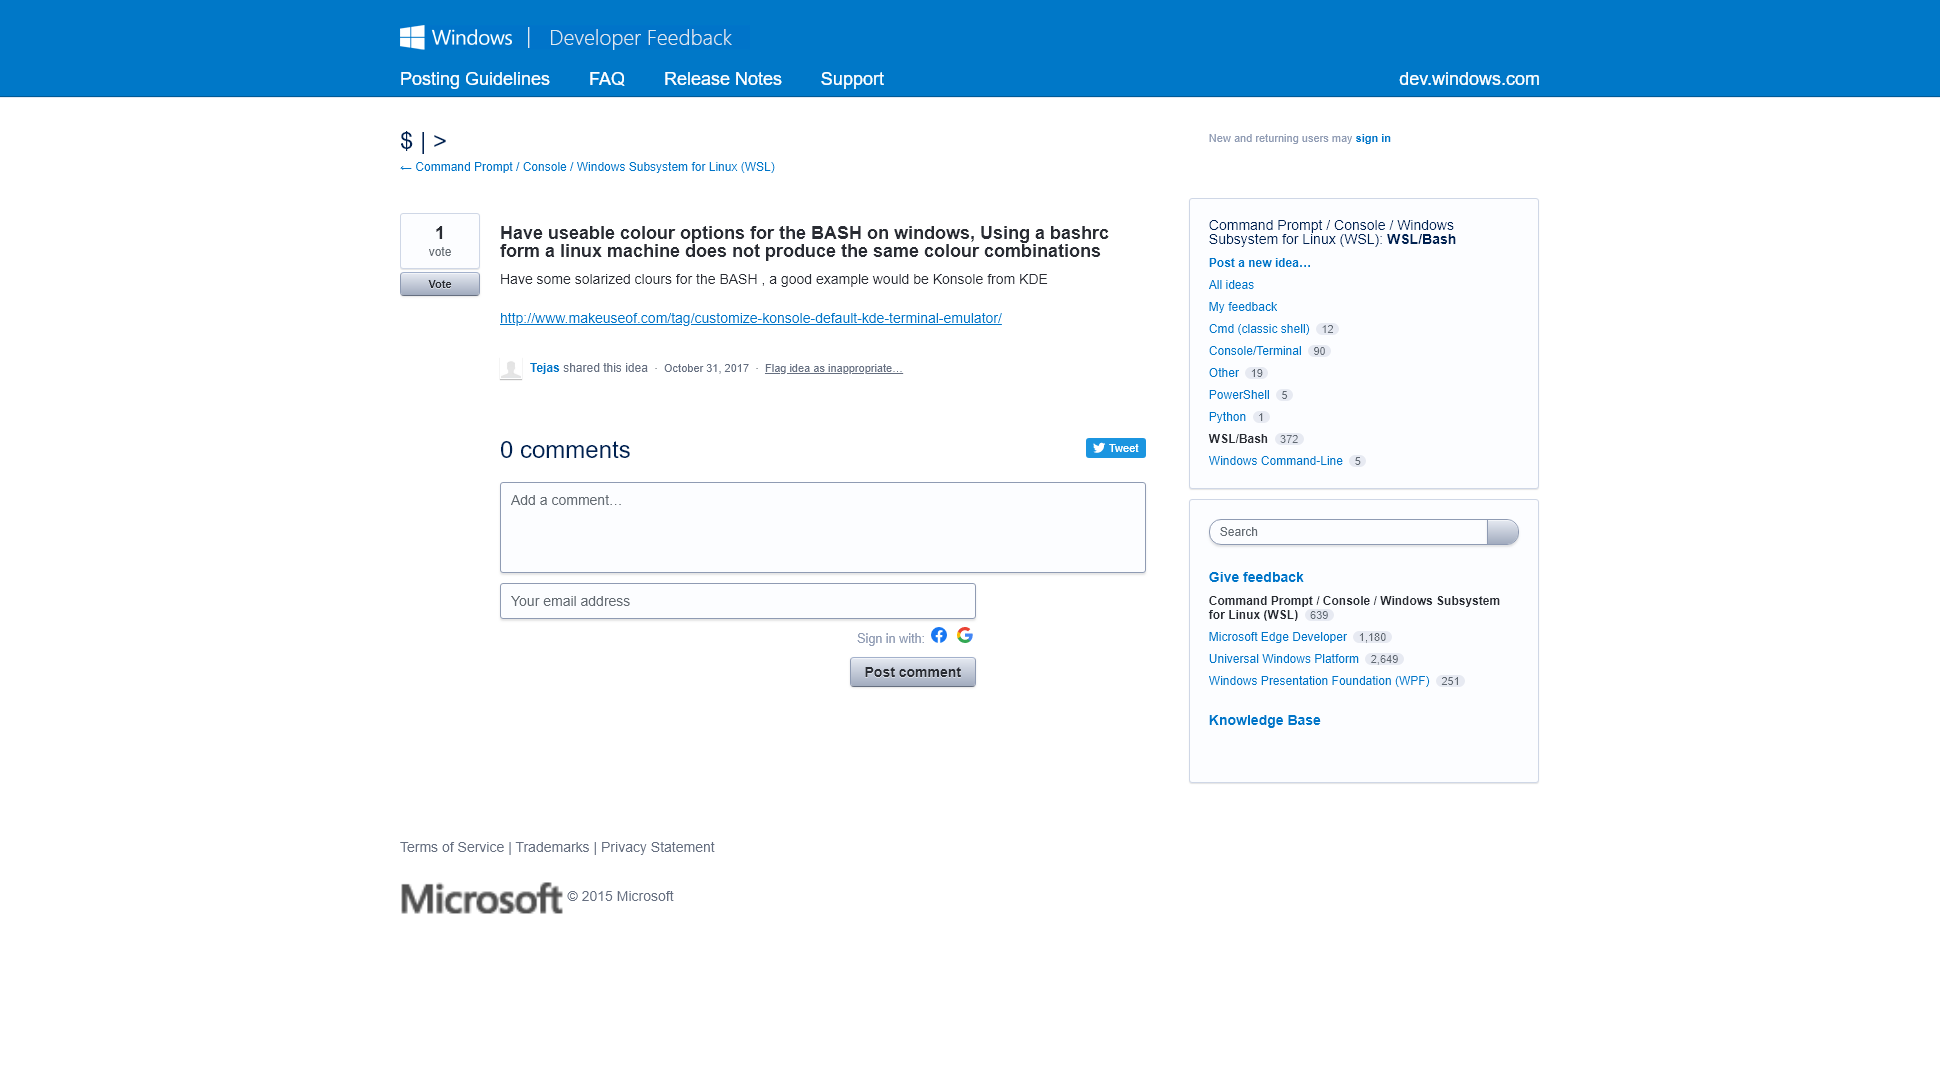 Windows | Developer Feedback
Posting Guidelines FAQ Release Notes Support dev.windows.com
$ | >
← Command Prompt / Console / Windows Subsystem for Linux (WSL)
New and returning users may sign in
1
vote
Vote
Have useable colour options for the BASH on windows, Using a bashrc
form a linux machine does not produce the same colour combinations
Have some solarized clours for the BASH , a good example would be Konsole from KDE
http://www.makeuseof.com/tag/customize-konsole-default-kde-terminal-emulator/
Tejas shared this idea · October 31, 2017 · Flag idea as inappropriate…
0 comments
Tweet
Add a comment…
Your email address
Sign in with:
Post comment
Command Prompt / Console / Windows
Subsystem for Linux (WSL): WSL/Bash
Post a new idea…
All ideas
My feedback
Cmd (classic shell) 12
Console/Terminal 90
Other 19
PowerShell 5
Python 1
WSL/Bash 372
Windows Command-Line 5
Search
Give feedback
Command Prompt / Console / Windows Subsystem
for Linux (WSL) 639
Microsoft Edge Developer 1,180
Universal Windows Platform 2,649
Windows Presentation Foundation (WPF) 251
Knowledge Base
Terms of Service | Trademarks | Privacy Statement
Microsoft © 2015 Microsoft